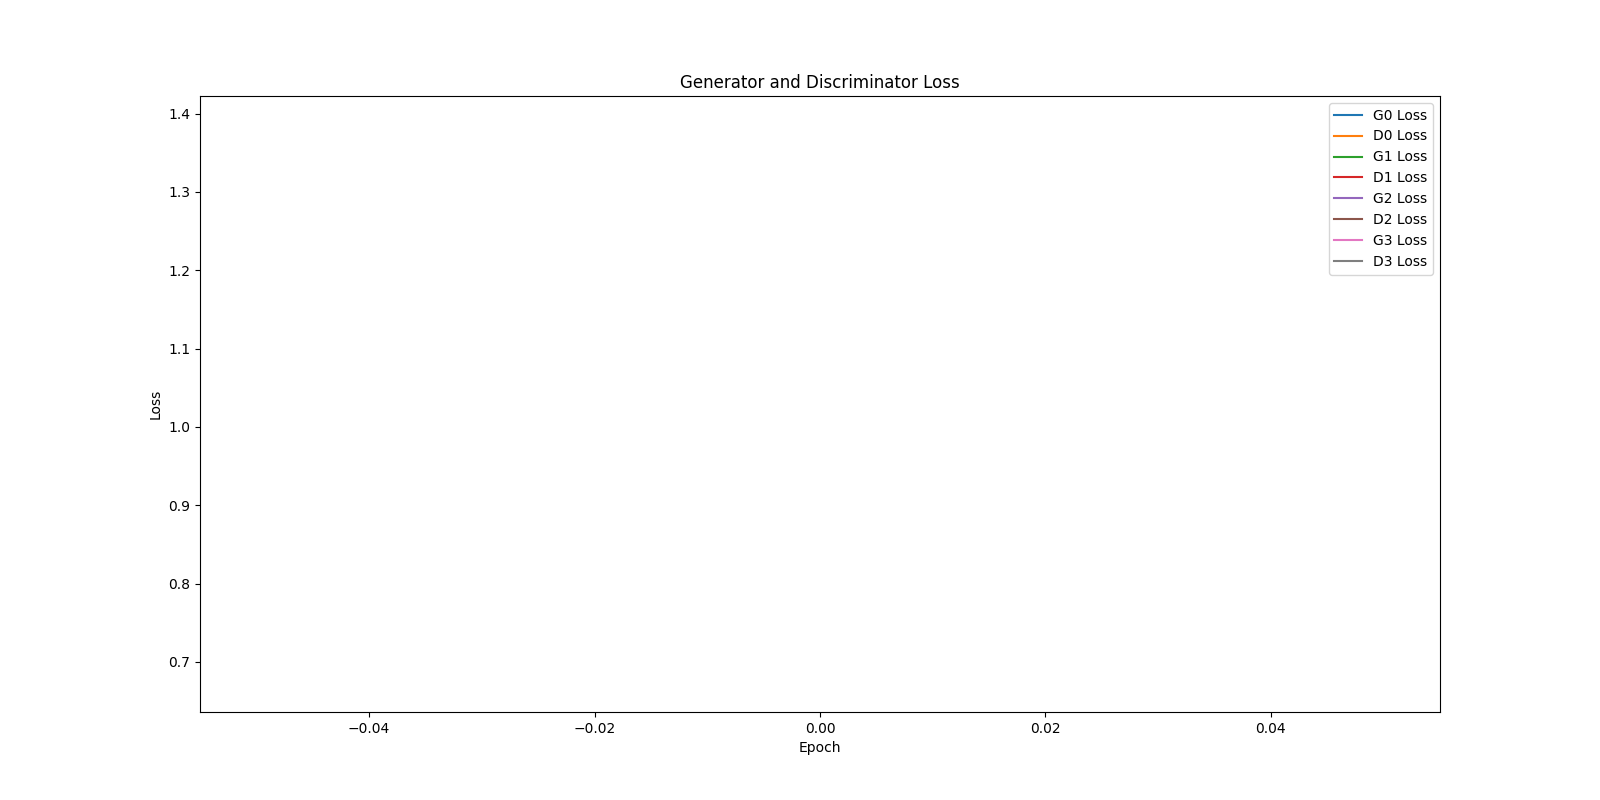 Generator and Discriminator Loss
1.4
1.3
1.2
1.1
1.0
0.9
0.8
0.7
Loss
G0 Loss
D0 Loss
G1 Loss
D1 Loss
G2 Loss
D2 Loss
G3 Loss
D3 Loss
−0.04 −0.02 0.00 0.02 0.04
Epoch